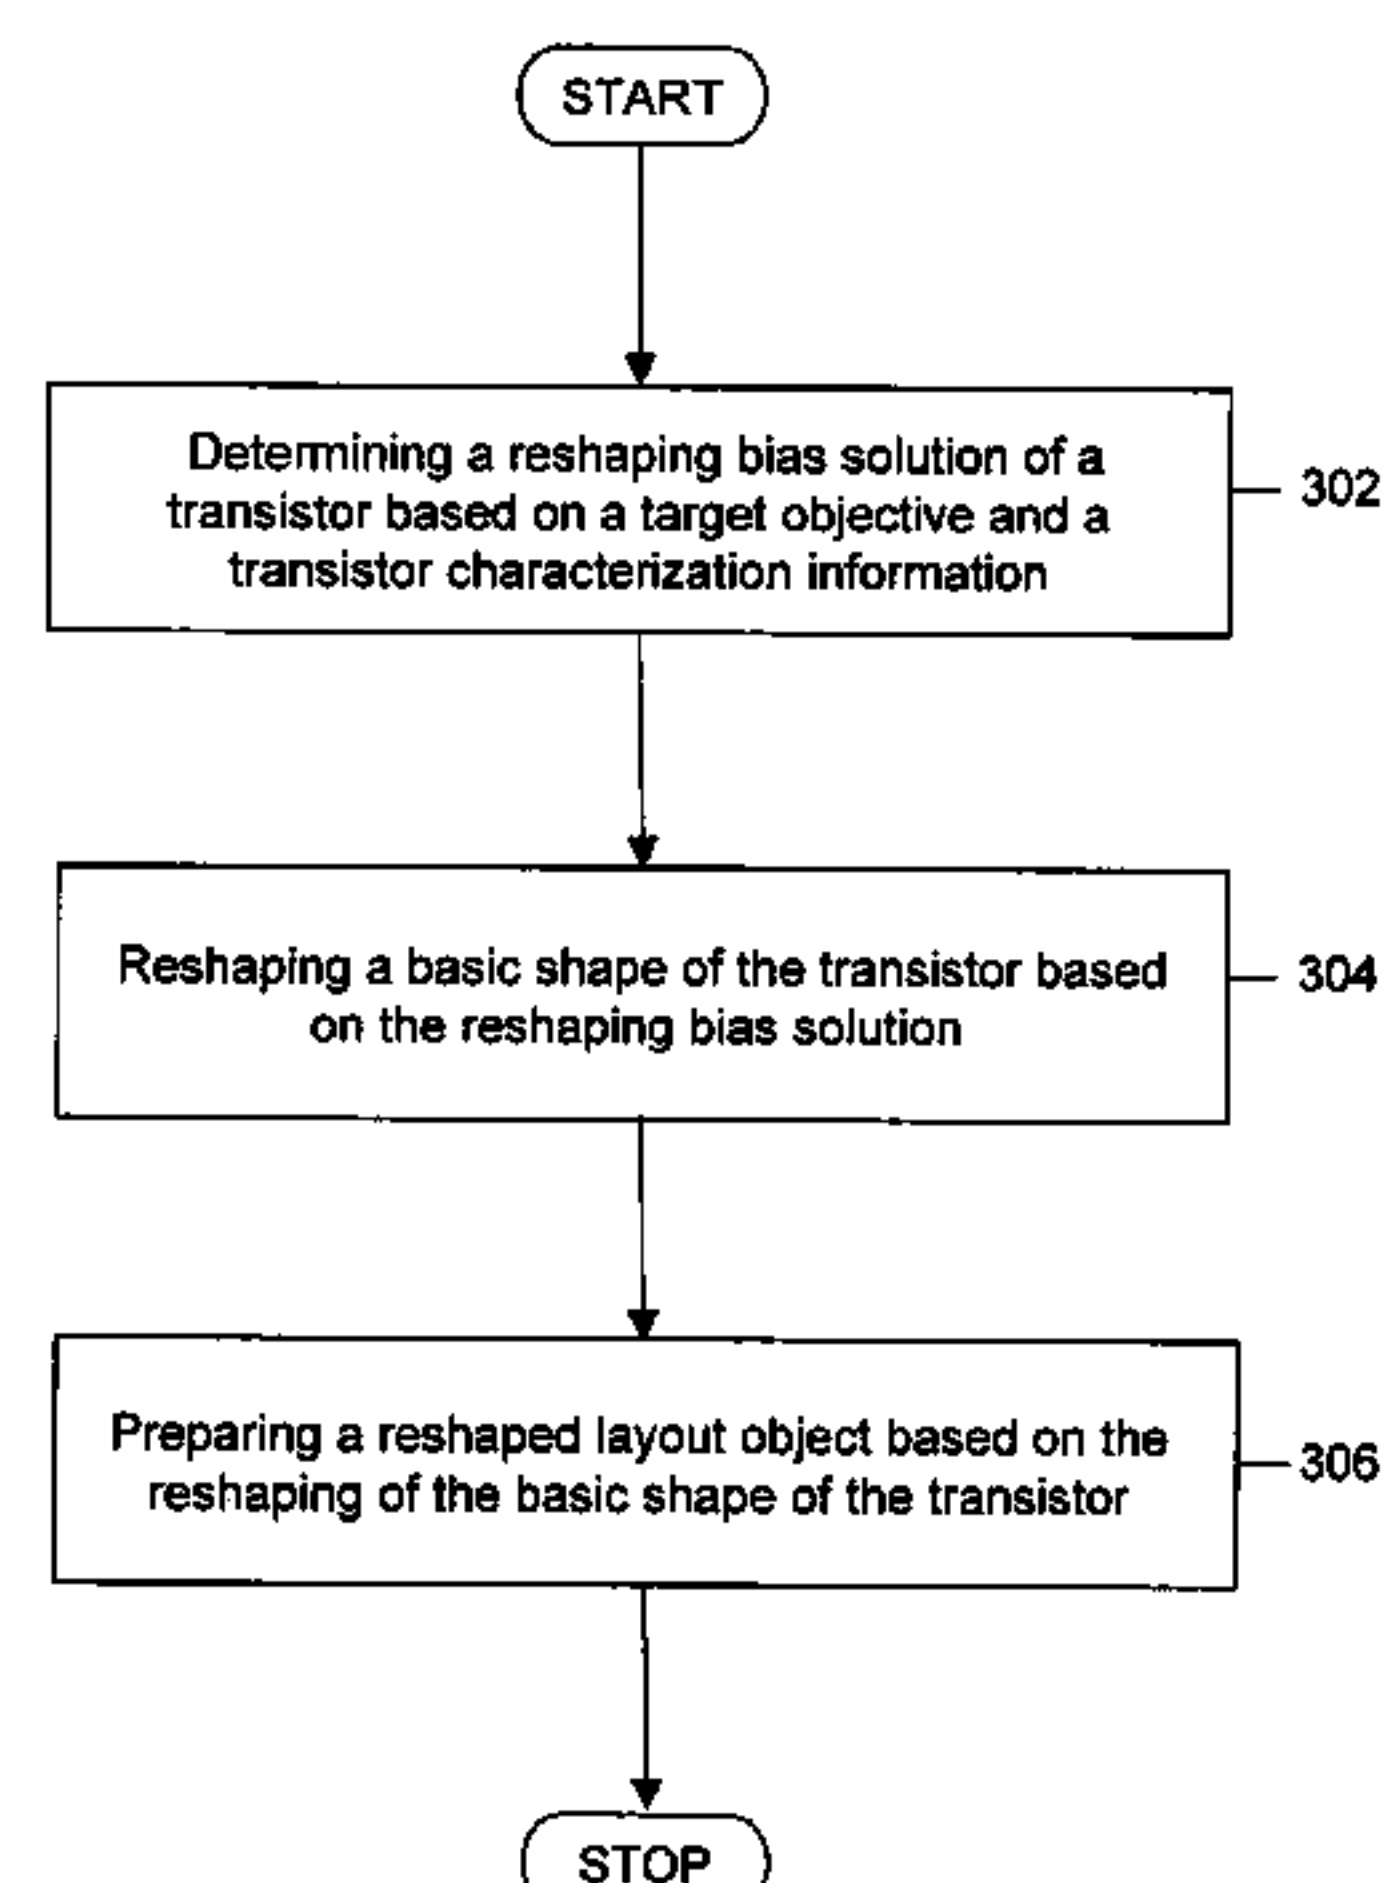 START
Determining a reshaping bias solution of a
transistor based on a target objective and a
transistor characterization information
302
Reshaping a basic shape of the transistor based
on the reshaping bias solution
304
Preparing a reshaped layout object based on the
reshaping of the basic shape of the transistor
306
STOP